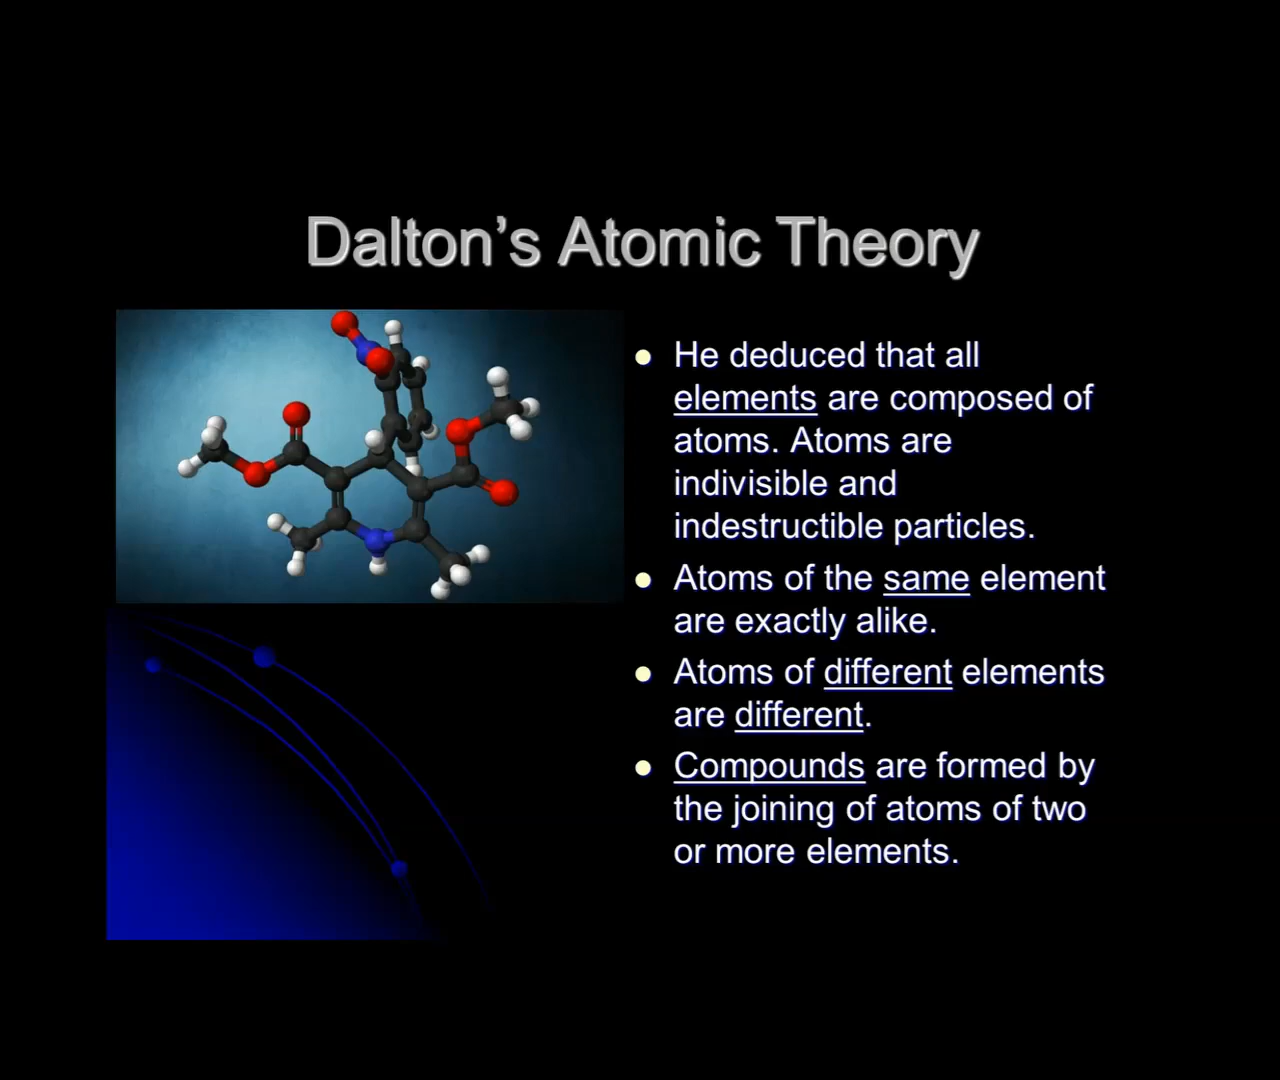 Dalton’s Atomic Theory
He deduced that all
elements are composed of
atoms. Atoms are
indivisible and
indestructible particles.
Atoms of the same element
are exactly alike.
Atoms of different elements
are different.
Compounds are formed by
the joining of atoms of two
or more elements.